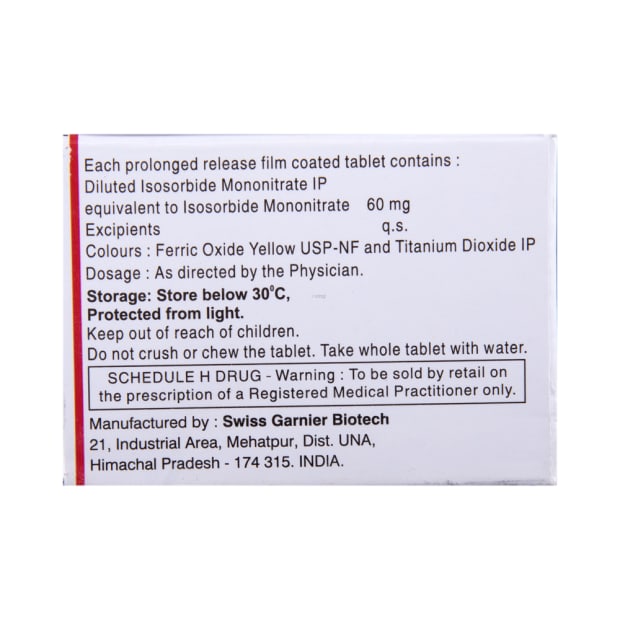 Each prolonged release film coated tablet contains :
Diluted Isosorbide Mononitrate IP
equivalent to Isosorbide Mononitrate 60 mg
Excipients q.s.
Colours : Ferric Oxide Yellow USP-NF and Titanium Dioxide IP
Dosage : As directed by the Physician.
Storage: Store below 30⁰C,
Protected from light.
Keep out of reach of children.
Do not crush or chew the tablet. Take whole tablet with water.
SCHEDULE H DRUG - Warning : To be sold by retail on
the prescription of a Registered Medical Practitioner only.
Manufactured by : Swiss Garnier Biotech
21, Industrial Area, Mehatpur, Dist. UNA,
Himachal Pradesh - 174 315. INDIA.